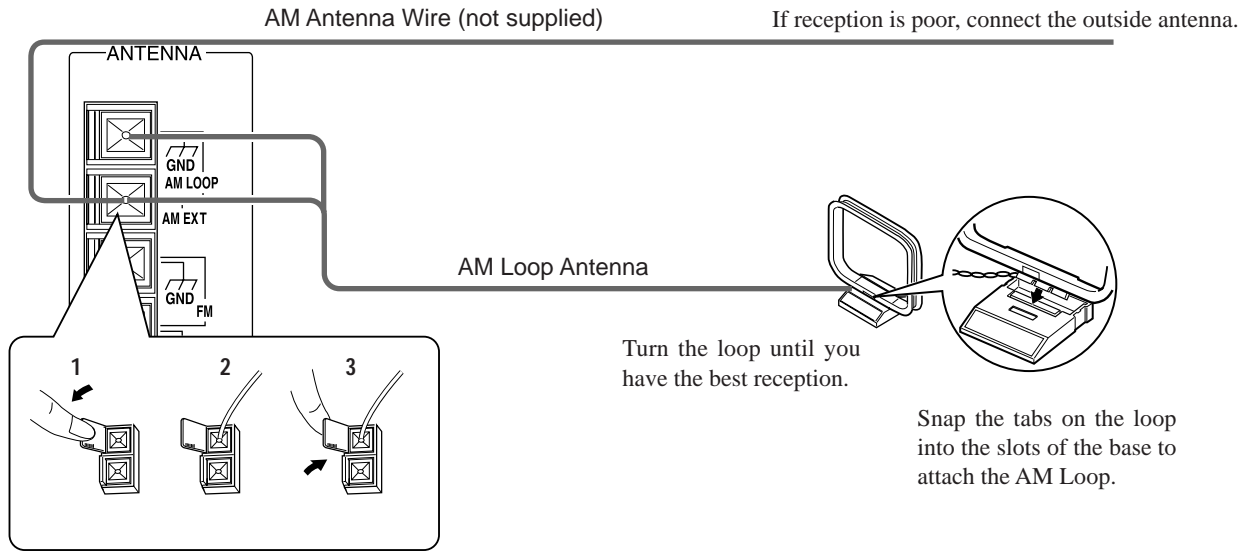 AM Antenna Wire (not supplied)
If reception is poor, connect the outside antenna.
ANTENNA
GND
AM LOOP
AM EXT
GND
FM
AM Loop Antenna
Turn the loop until you
have the best reception.
Snap the tabs on the loop
into the slots of the base to
attach the AM Loop.
1 2 3